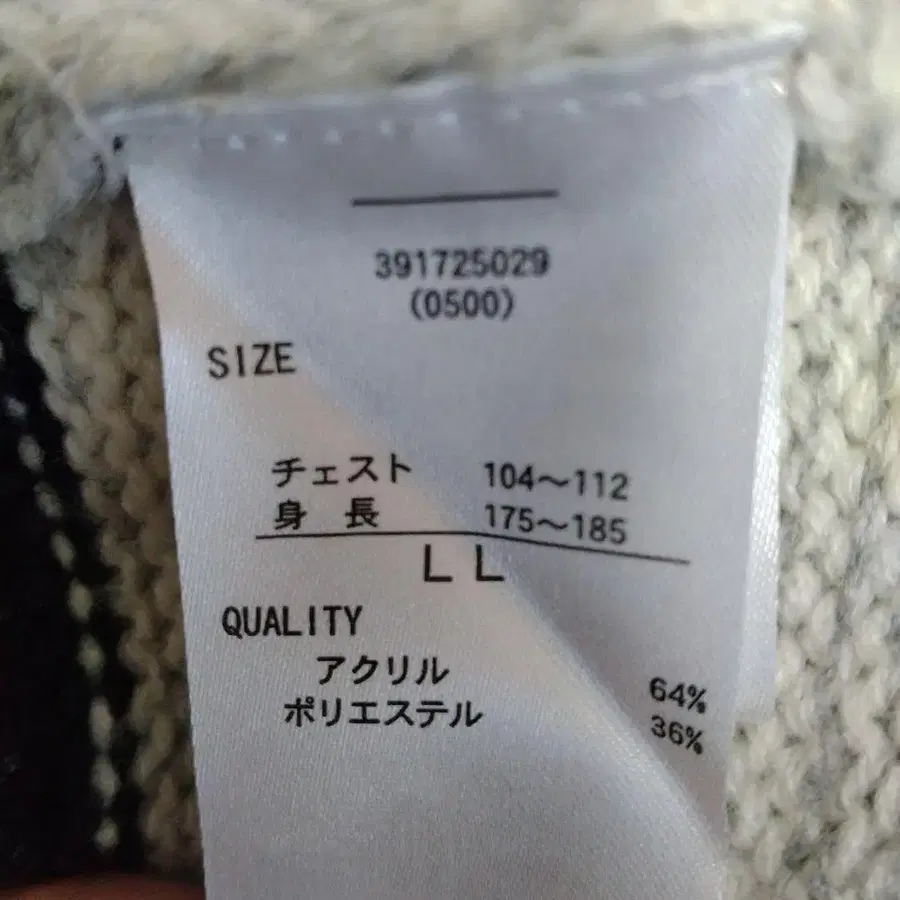 391725029
(0500)
SIZE
チェスト 104～112
身 長 175～185
LL
QUALITY
アクリル 64%
ポリエステル 36%